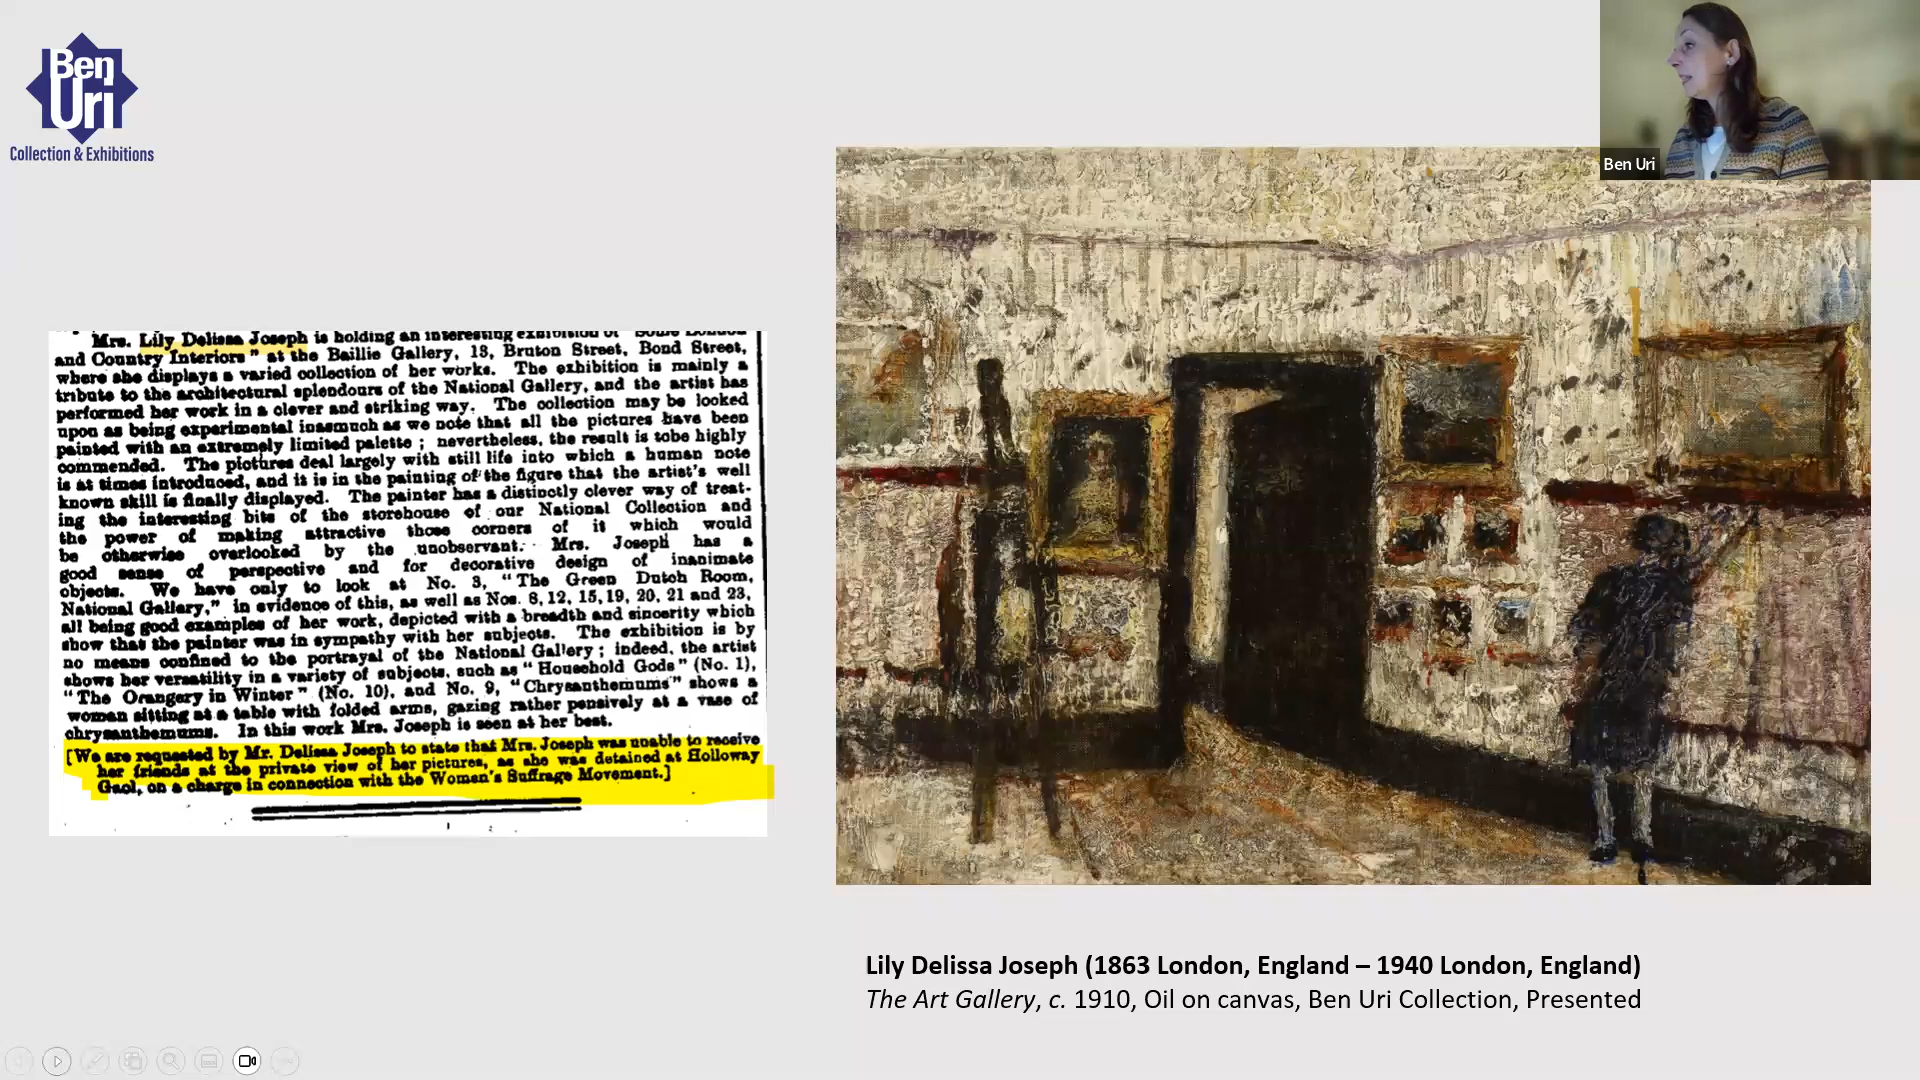 Ben
Uri
Collection & Exhibitions
Ben Uri
Mrs. Lily Delissa Joseph is holding an interesting exhibition of "Some London
and Country Interiors" at the Baillie Gallery, 13, Bruton Street, Bond Street,
where she displays a varied collection of her works. The exhibition is mainly a
tribute to the architectural splendours of the National Gallery, and the artist has
performed her work in a clever and striking way. The collection may be looked
upon as being experimental inasmuch as we note that all the pictures have been
painted with an extremely limited palette ; nevertheless, the result is tobe highly
commended. The pictures deal largely with still life into which a human note
is at times introduced, and it is in the painting of the figure that the artist's well
known skill is finally displayed. The painter has a distinctly clever way of treat-
ing the interesting bits of the storehouse of our National Collection and
the power of making attractive those corners of it which would
be otherwise overlooked by the unobservant. Mrs. Joseph has a
good sense of perspective and for decorative design of inanimate
objects. We have only to look at No. 3, "The Green Dutch Room,
National Gallery," in evidence of this, as well as Nos. 8, 12, 15, 19, 20, 21 and 23,
all being good examples of her work, depicted with a breadth and sincerity which
show that the painter was in sympathy with her subjects. The exhibition is by
no means confined to the portrayal of the National Gallery ; indeed, the artist
shows her versatility in a variety of subjects, such as "Household Gods" (No. 1),
"The Orangery in Winter" (No. 10), and No. 9, "Chrysanthemums" shows a
woman sitting at a table with folded arms, gazing rather pensively at a vase of
chrysanthemums. In this work Mrs. Joseph is seen at her best.
[We are requested by Mr. Delissa Joseph to state that Mrs. Joseph was unable to receive
her friends at the private view of her pictures, as she was detained at Holloway
Gaol, on a charge in connection with the Women's Suffrage Movement.]
Lily Delissa Joseph (1863 London, England – 1940 London, England)
The Art Gallery, c. 1910, Oil on canvas, Ben Uri Collection, Presented